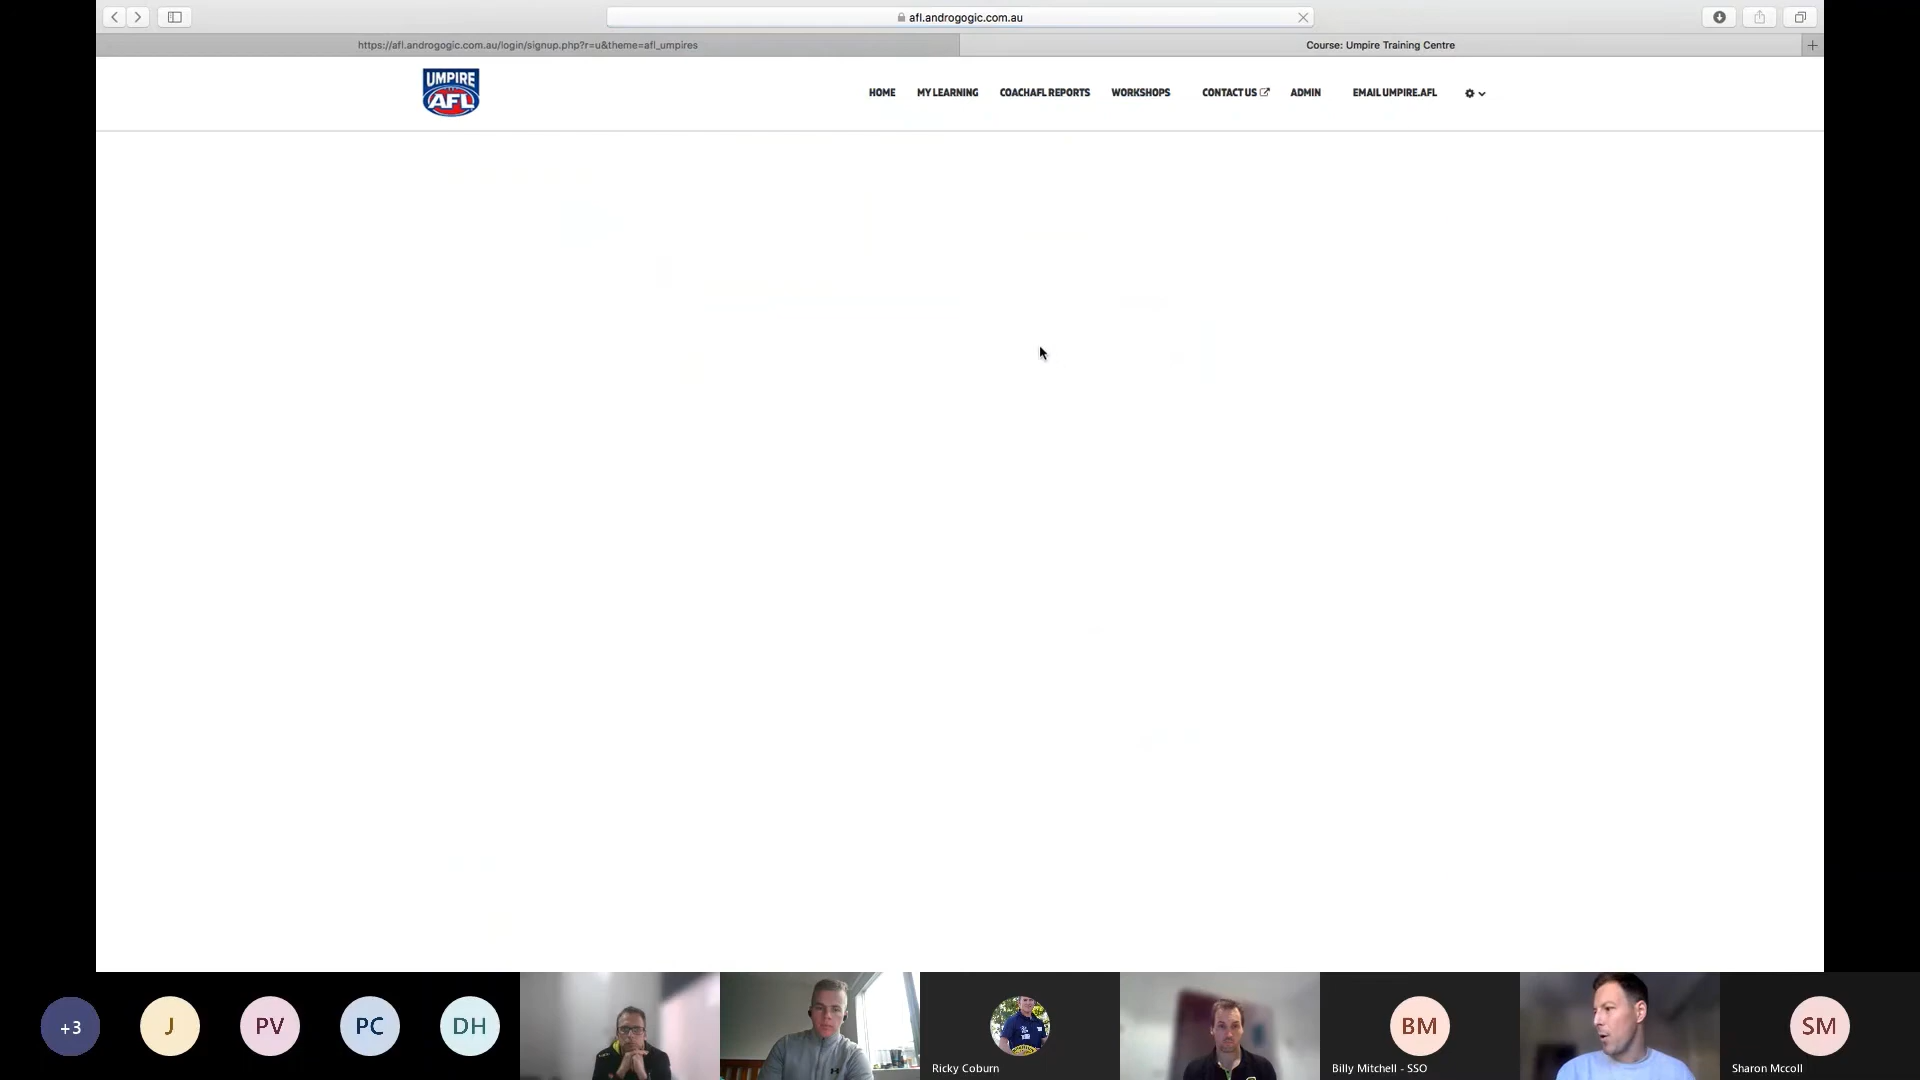 afl.androgogic.com.au
https://afl.androgogic.com.au/login/signup.php?r=u&theme=afl_umpires
Course: Umpire Training Centre
UMPIRE
AFL
HOME
MY LEARNING
COACHAFL REPORTS
WORKSHOPS
CONTACT US
ADMIN
EMAIL UMPIRE.AFL
+3
J
PV
PC
DH
Ricky Coburn
BM
Billy Mitchell - SSO
SM
Sharon Mccoll